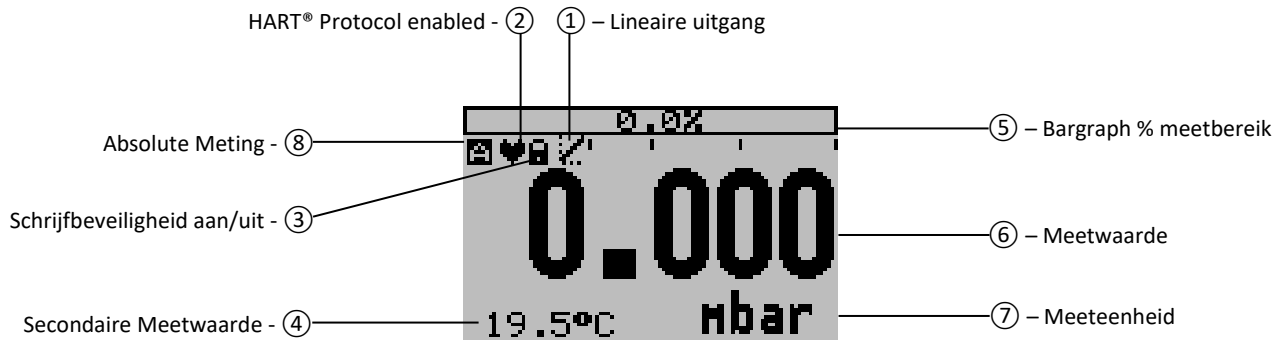 HART® Protocol enabled - ②
① – Lineaire uitgang
0.0%
Absolute Meting - ⑧
⑤ – Bargraph % meetbereik
Schrijfbeveiligheid aan/uit - ③
0.000
⑥ – Meetwaarde
Secondaire Meetwaarde - ④
19.5°C
mbar
⑦ – Meeteenheid